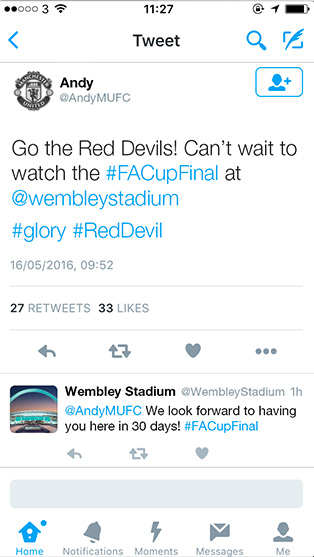 3 11:27
Tweet
MANCHESTER
UNITED
Andy
@AndyMUFC
Go the Red Devils! Can't wait to
watch the #FACupFinal at
@wembleystadium
#glory #RedDevil
16/05/2016, 09:52
27 RETWEETS 33 LIKES
Wembley Stadium @WembleyStadium 1h
@AndyMUFC We look forward to having
you here in 30 days! #FACupFinal
Home Notifications Moments Messages Me